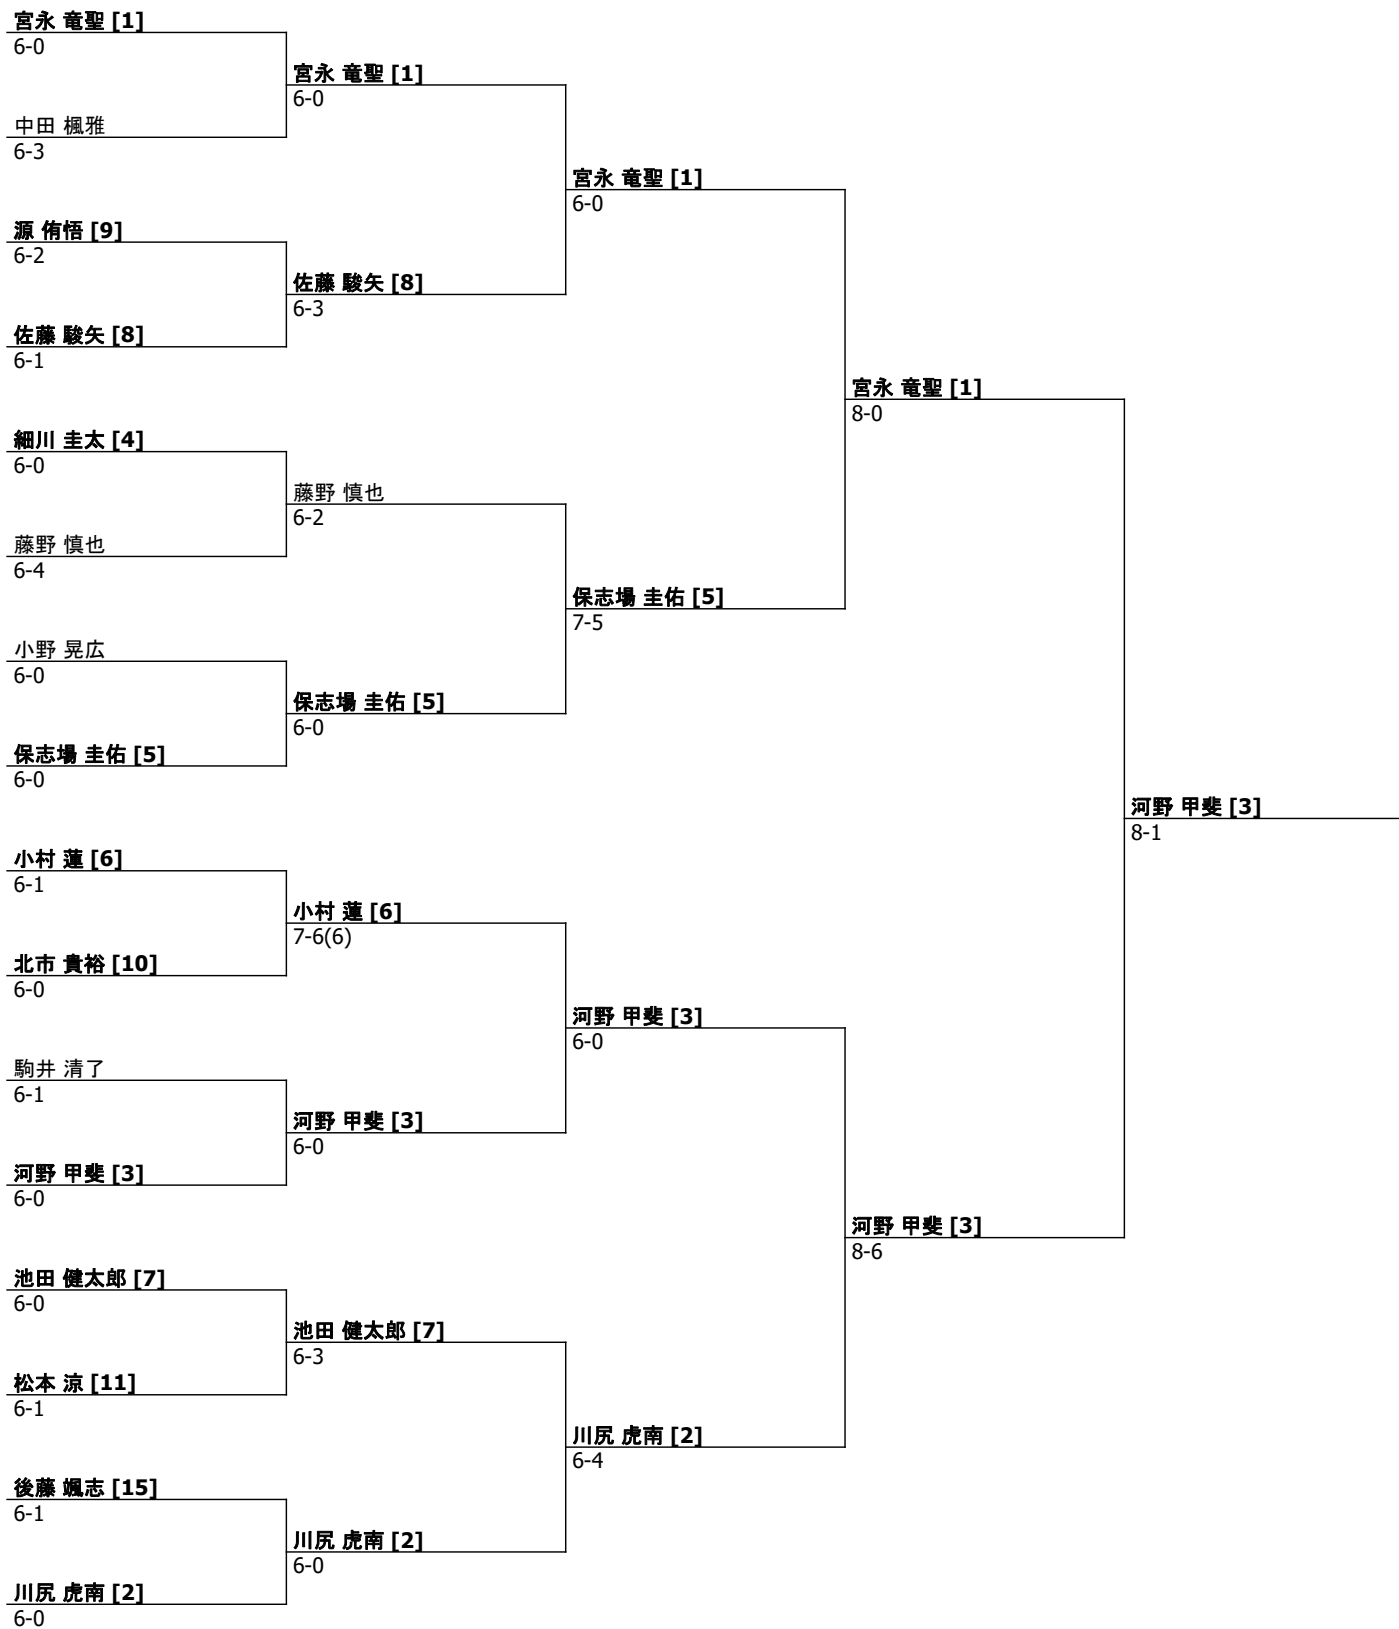 宮永 竜聖 [1]
6-0
宮永 竜聖 [1]
6-0
中田 楓雅
6-3
宮永 竜聖 [1]
6-0
源 侑悟 [9]
6-2
佐藤 駿矢 [8]
6-3
佐藤 駿矢 [8]
6-1
宮永 竜聖 [1]
8-0
細川 圭太 [4]
6-0
藤野 慎也
6-2
藤野 慎也
6-4
保志場 圭佑 [5]
7-5
小野 晃広
6-0
保志場 圭佑 [5]
6-0
保志場 圭佑 [5]
6-0
河野 甲斐 [3]
8-1
小村 蓮 [6]
6-1
小村 蓮 [6]
7-6(6)
北市 貴裕 [10]
6-0
河野 甲斐 [3]
6-0
駒井 清了
6-1
河野 甲斐 [3]
6-0
河野 甲斐 [3]
6-0
河野 甲斐 [3]
8-6
池田 健太郎 [7]
6-0
池田 健太郎 [7]
6-3
松本 涼 [11]
6-1
川尻 虎南 [2]
6-4
後藤 颯志 [15]
6-1
川尻 虎南 [2]
6-0
川尻 虎南 [2]
6-0